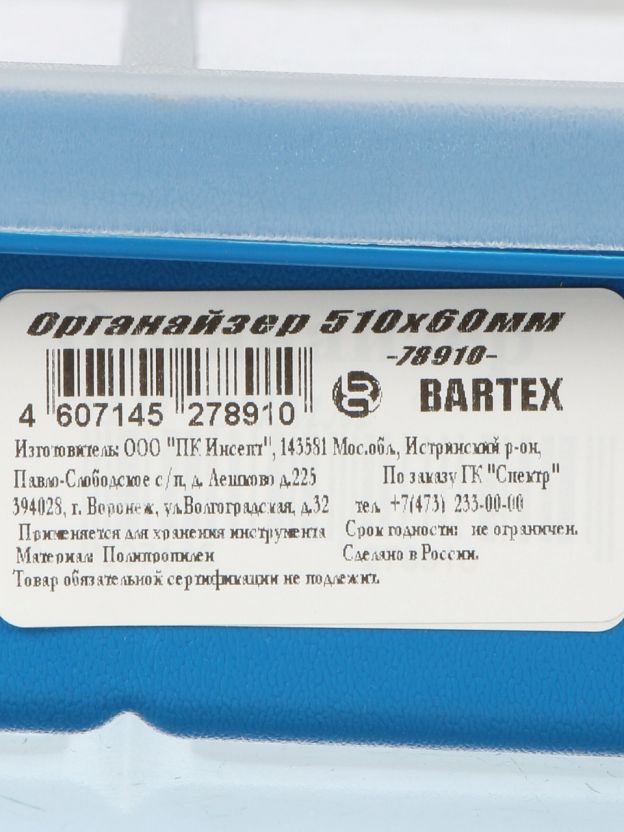 Органайзер 510x60мм
-78910-
4 607145 278910
BARTEX
Изготовитель: ООО "ПК Инсепт", 143581 Мос.обл, Истринский р-он,
Павло-Слободское с/п, д. Лешково д.225 По заказу ГК "Спектр"
394028, г. Воронеж, ул.Волгоградская, д.32 тел. +7(473) 233-00-00
Применяется для хранения инструмента Срок годности: не ограничен.
Материал: Полипропилен Сделано в России.
Товар обязательной сертификации не подлежит.